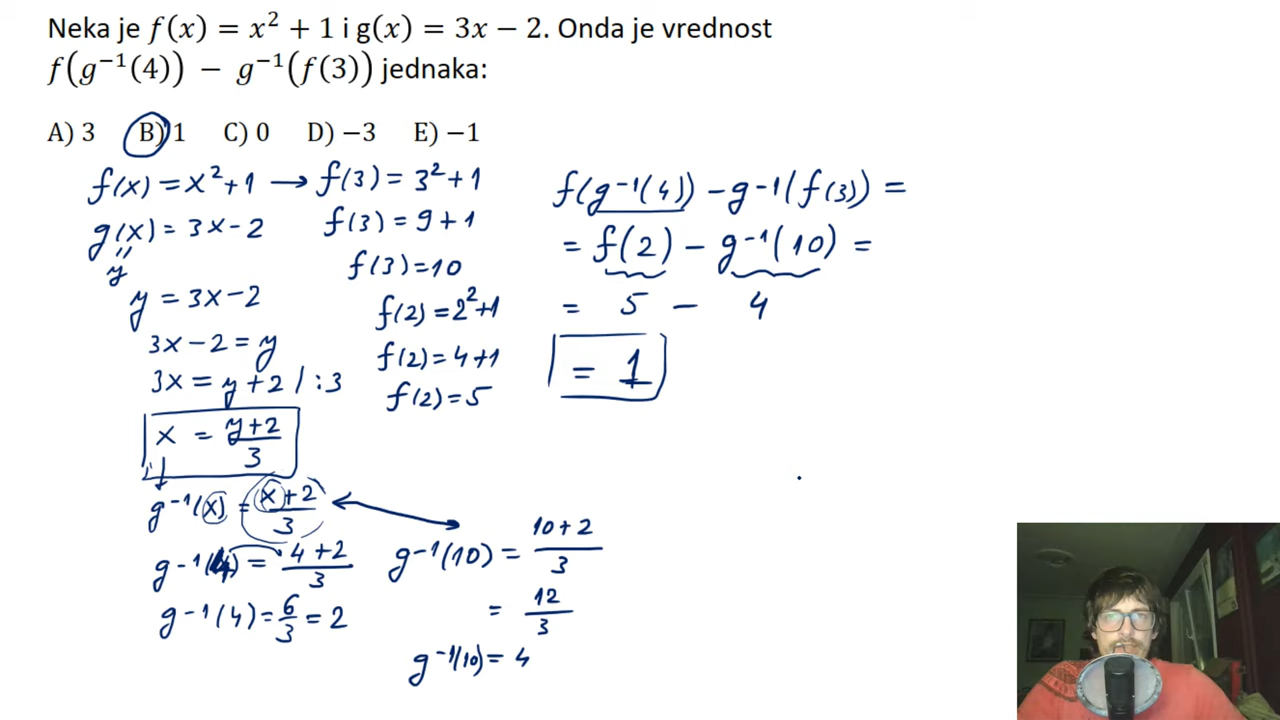 Neka je f(x) = x² + 1 i g(x) = 3x − 2. Onda je vrednost
f(g⁻¹(4)) − g⁻¹(f(3)) jednaka:
A) 3 B) 1 C) 0 D) −3 E) −1
f(x) = x²+1 → f(3) = 3²+1
g(x) = 3x−2
y
y = 3x−2
3x−2 = y
3x = y+2 / :3
x = y+2/3
g⁻¹(x) = x+2/3
g⁻¹(4) = 4+2/3
g⁻¹(4) = 6/3 = 2
f(3) = 9+1
f(3) = 10
f(2) = 2²+1
f(2) = 4+1
f(2) = 5
g⁻¹(10) = 10+2/3
= 12/3
g⁻¹(10) = 4
f(g⁻¹(4)) − g⁻¹(f(3)) =
= f(2) − g⁻¹(10) =
= 5 − 4
= 1